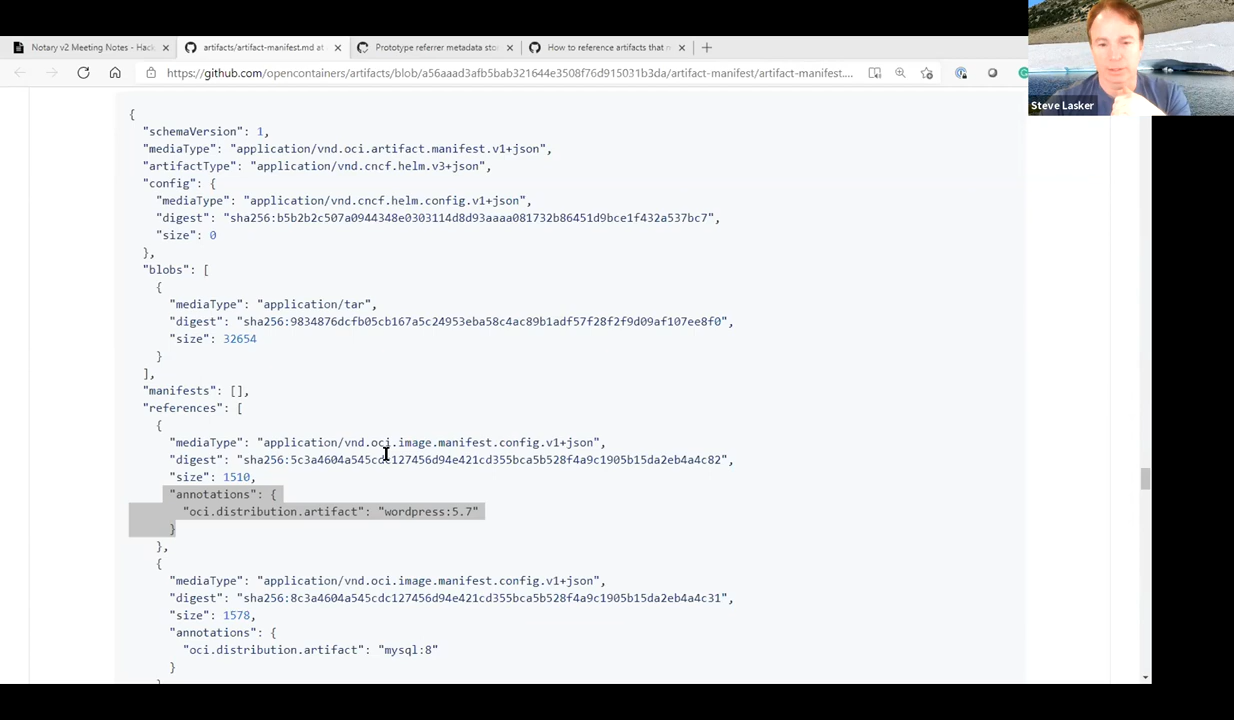 Notary v2 Meeting Notes - Hack
artifacts/artifact-manifest.md at
Prototype referrer metadata sto
How to reference artifacts that
https://github.com/opencontainers/artifacts/blob/a56aaad3afb5bab321644e3508f76d915031b3da/artifact-manifest/artifact-manifest....
Steve Lasker
{
"schemaVersion": 1,
"mediaType": "application/vnd.oci.artifact.manifest.v1+json",
"artifactType": "application/vnd.cncf.helm.v3+json",
"config": {
"mediaType": "application/vnd.cncf.helm.config.v1+json",
"digest": "sha256:b5b2b2c507a0944348e0303114d8d93aaaa081732b86451d9bce1f432a537bc7",
"size": 0
},
"blobs": [
{
"mediaType": "application/tar",
"digest": "sha256:9834876dcfb05cb167a5c24953eba58c4ac89b1adf57f28f2f9d09af107ee8f0",
"size": 32654
}
],
"manifests": [],
"references": [
{
"mediaType": "application/vnd.oci.image.manifest.config.v1+json",
"digest": "sha256:5c3a4604a545cdc127456d94e421cd355bca5b528f4a9c1905b15da2eb4a4c82",
"size": 1510,
"annotations": {
"oci.distribution.artifact": "wordpress:5.7"
}
},
{
"mediaType": "application/vnd.oci.image.manifest.config.v1+json",
"digest": "sha256:8c3a4604a545cdc127456d94e421cd355bca5b528f4a9c1905b15da2eb4a4c31",
"size": 1578,
"annotations": {
"oci.distribution.artifact": "mysql:8"
}